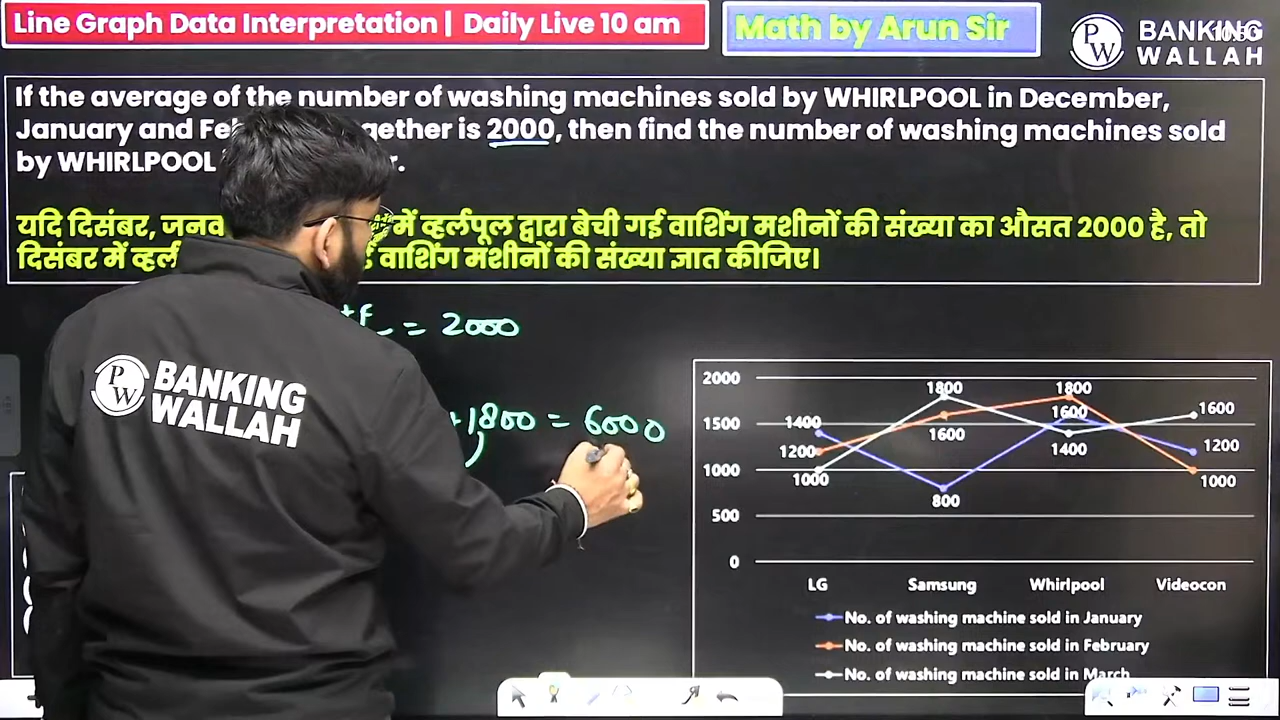 Line Graph Data Interpretation | Daily Live 10 am
Math by Arun Sir
PW BANKING WALLAH
If the average of the number of washing machines sold by WHIRLPOOL in December,
January and gether is 2000, then find the number of washing machines sold
by WHIRLPOOL
यदि दिसंबर, में व्हर्लपूल द्वारा बेची गई वाशिंग मशीनों की संख्या का औसत 2000 है, तो
दिसंबर में वाशिंग मशीनों की संख्या ज्ञात कीजिए।
= 2000
+1800 = 6000
PW BANKING
WALLAH
2000
1500
1000
500
0
1800
1800
1400
1600
1600
1200
1600
1400
1200
1000
1000
800
LG Samsung Whirlpool Videocon
No. of washing machine sold in January
No. of washing machine sold in February
No. of washing machine sold in March